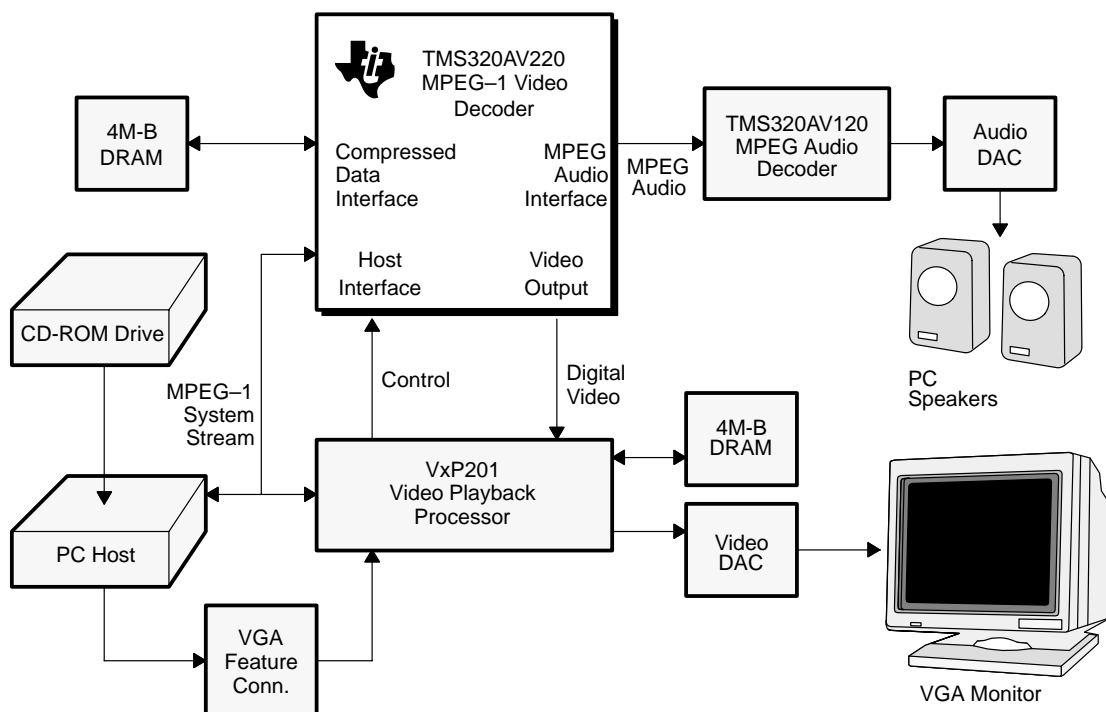 TMS320AV220
MPEG–1 Video
Decoder
4M-B
DRAM
Compressed
Data
Interface
MPEG
Audio
Interface
MPEG
Audio
TMS320AV120
MPEG Audio
Decoder
Audio
DAC
Host
Interface
Video
Output
CD-ROM Drive
PC
Speakers
MPEG–1
System
Stream
Control
Digital
Video
4M-B
DRAM
VxP201
Video Playback
Processor
PC Host
Video
DAC
VGA
Feature
Conn.
VGA Monitor